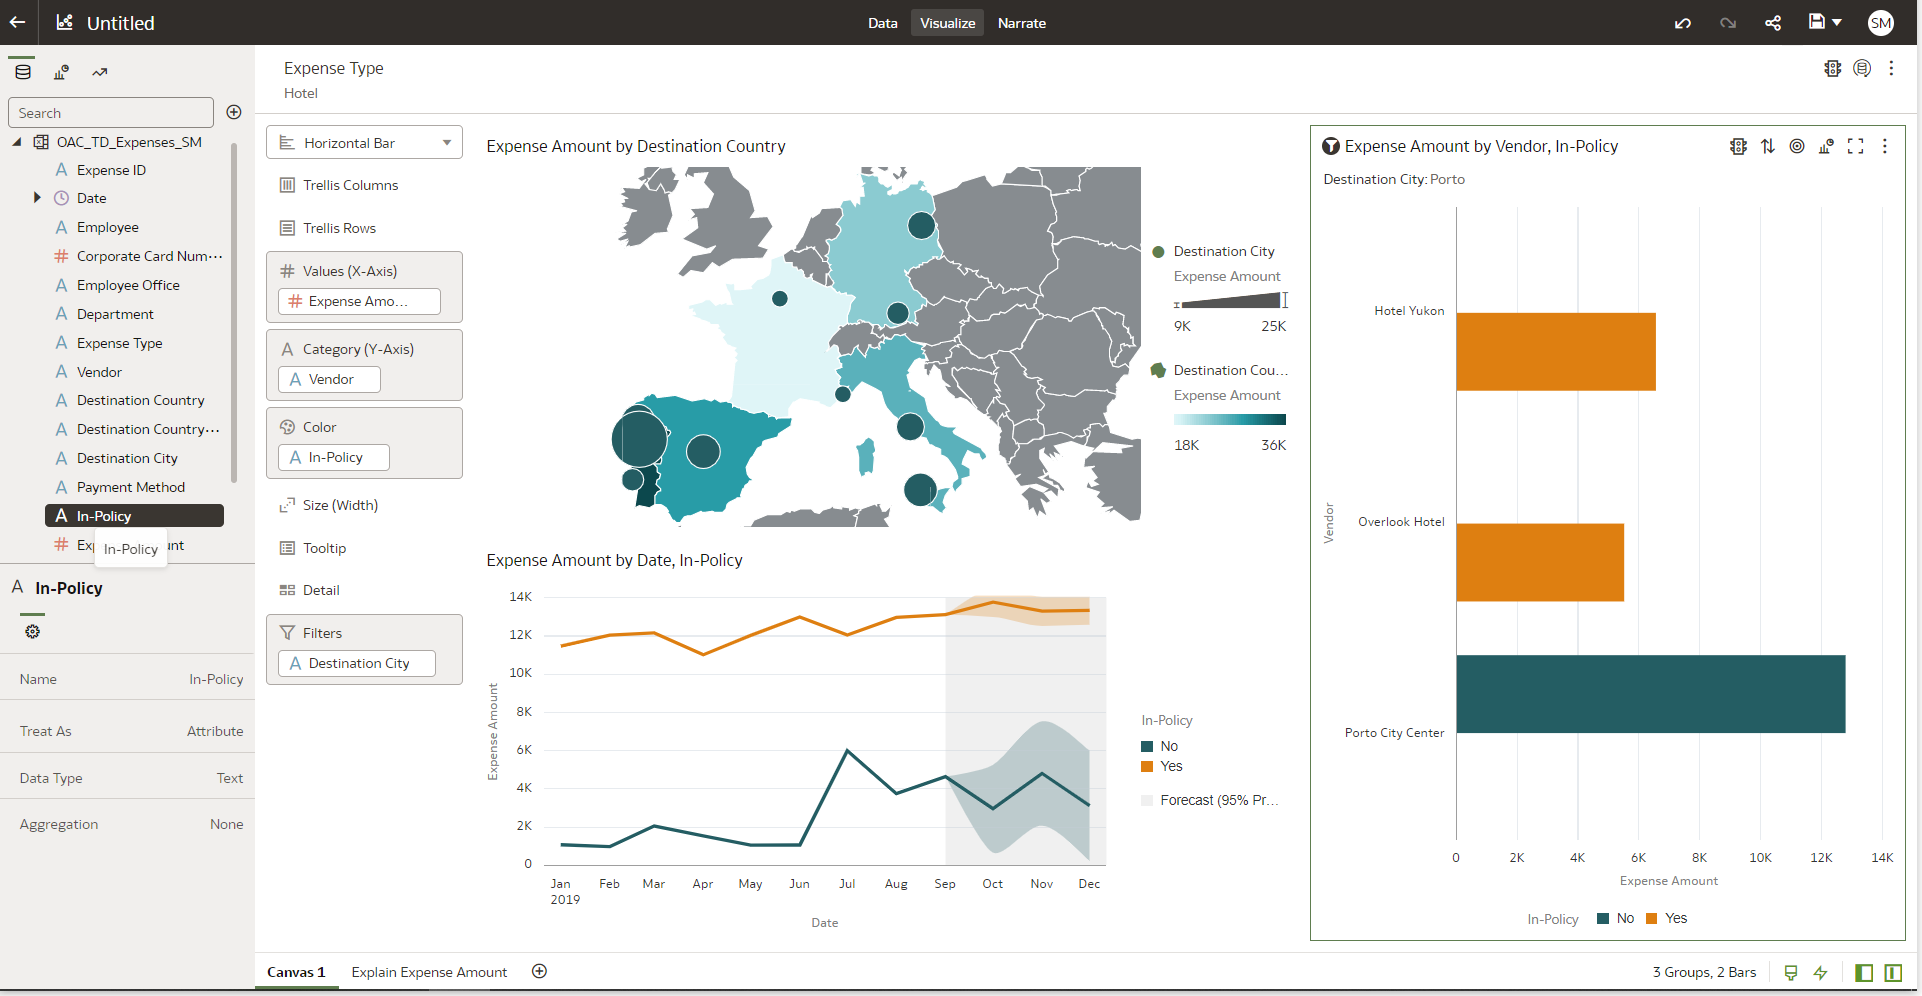 Untitled
Data Visualize Narrate
SM
Search
OAC_TD_Expenses_SM
A Expense ID
Date
A Employee
# Corporate Card Num···
A Employee Office
A Department
A Expense Type
A Vendor
A Destination Country
A Destination Country···
A Destination City
A Payment Method
A In-Policy
# Ex
nt
In-Policy
A In-Policy
Name In-Policy
Treat As Attribute
Data Type Text
Aggregation None
Expense Type
Hotel
Horizontal Bar
Trellis Columns
Trellis Rows
# Values (X-Axis)
# Expense Amo...
A Category (Y-Axis)
A Vendor
Color
A In-Policy
Size (Width)
Tooltip
Detail
Filters
A Destination City
Expense Amount by Destination Country
Destination City
Expense Amount
9K 25K
Destination Cou...
Expense Amount
18K 36K
Expense Amount by Date, In-Policy
Expense Amount
14K
12K
10K
8K
6K
4K
2K
0
Jan Feb Mar Apr May Jun Jul Aug Sep Oct Nov Dec
2019
Date
In-Policy
No
Yes
Forecast (95% Pr...
Expense Amount by Vendor, In-Policy
Destination City: Porto
Vendor
Hotel Yukon
Overlook Hotel
Porto City Center
0 2K 4K 6K 8K 10K 12K 14K
Expense Amount
In-Policy No Yes
Canvas 1 Explain Expense Amount
3 Groups, 2 Bars